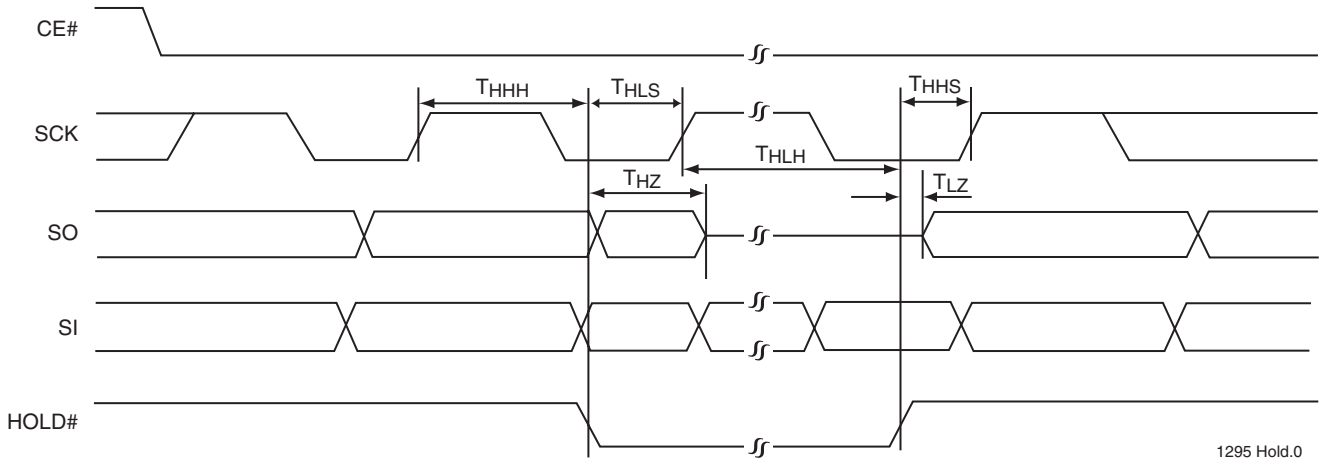 CE#
THHH
THLS
THHS
SCK
THLH
THZ
TLZ
SO
SI
HOLD#
1295 Hold.0